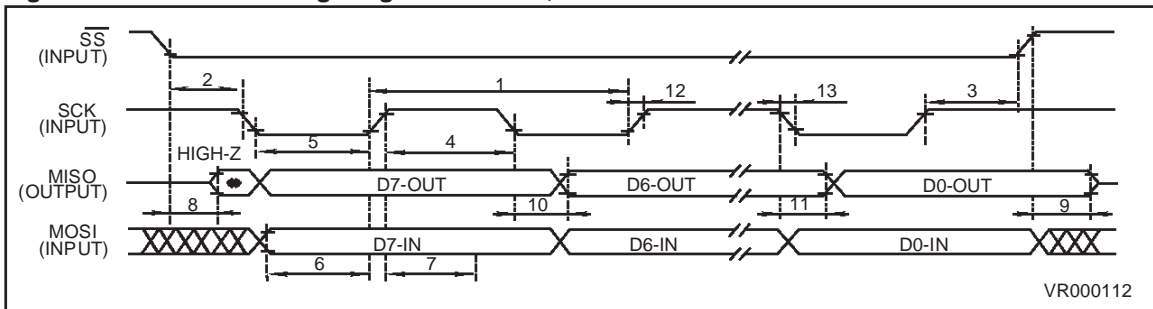 SS
(INPUT)
2
1
12
13
3
SCK
(INPUT)
5
4
HIGH-Z
MISO
(OUTPUT)
D7-OUT
D6-OUT
D0-OUT
8
10
11
9
MOSI
(INPUT)
D7-IN
D6-IN
D0-IN
6
7
VR000112